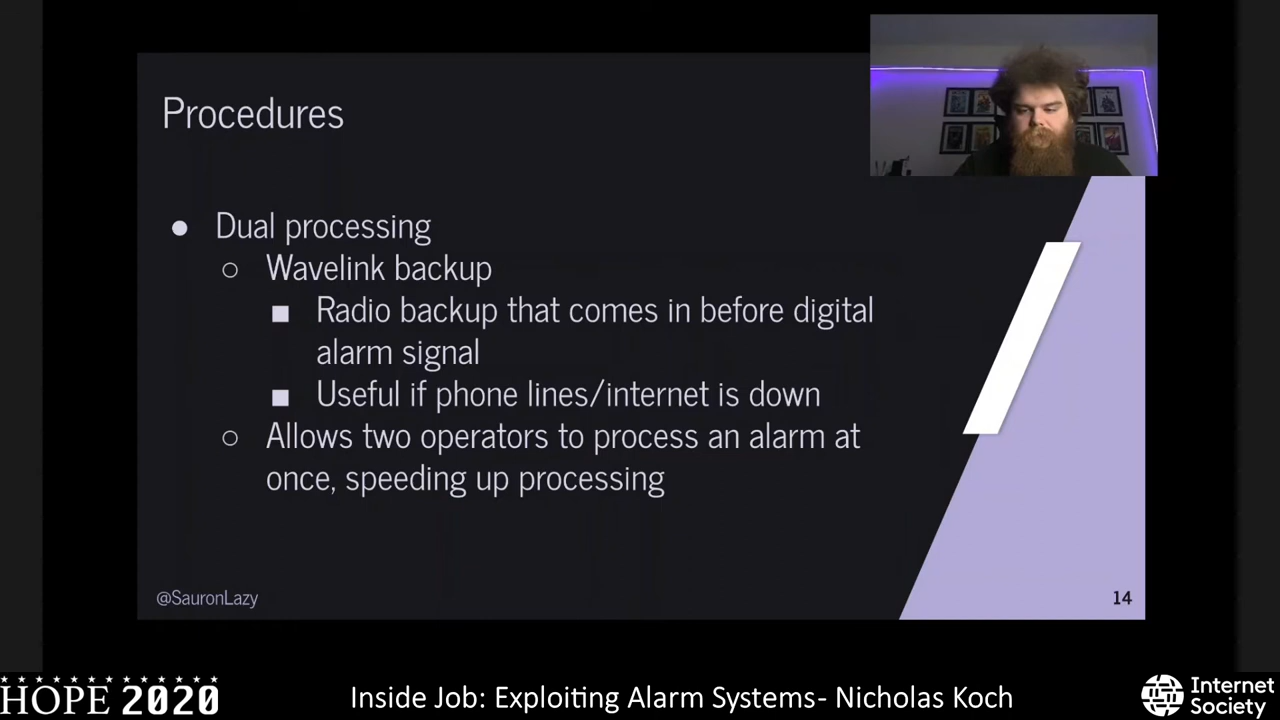 Procedures
● Dual processing
○ Wavelink backup
■ Radio backup that comes in before digital
alarm signal
■ Useful if phone lines/internet is down
○ Allows two operators to process an alarm at
once, speeding up processing
@SauronLazy
14
HOPE 2020
Inside Job: Exploiting Alarm Systems- Nicholas Koch
Internet
Society